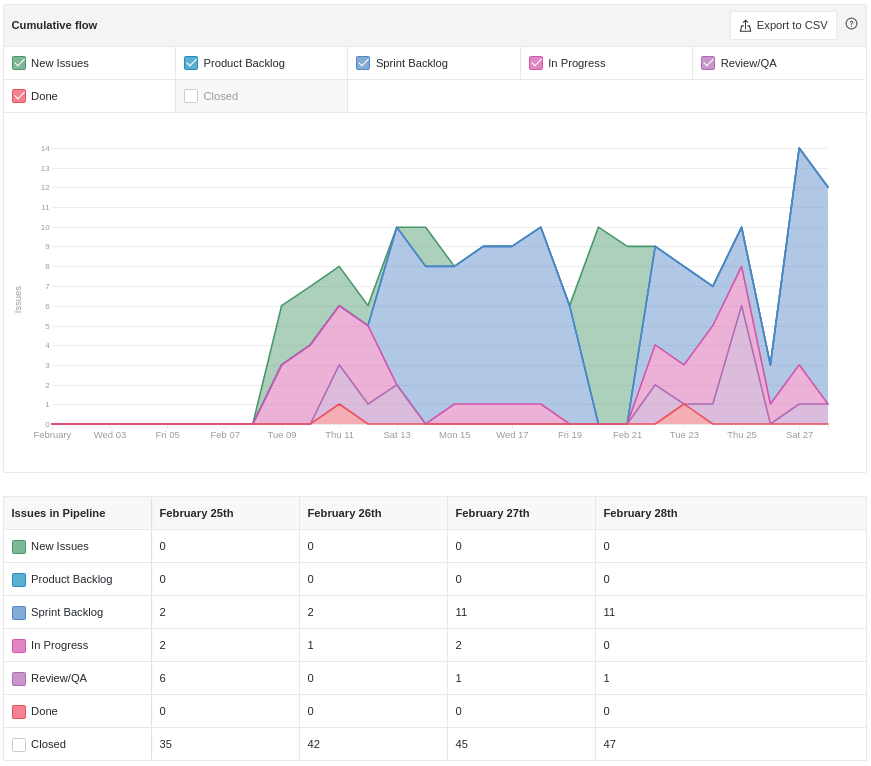 Cumulative flow Export to CSV
New Issues Product Backlog Sprint Backlog In Progress Review/QA
Done Closed
14
13
12
11
10
9
8
7
6
5
4
3
2
1
0
Issues
February Wed 03 Fri 05 Feb 07 Tue 09 Thu 11 Sat 13 Mon 15 Wed 17 Fri 19 Feb 21 Tue 23 Thu 25 Sat 27
Issues in Pipeline February 25th February 26th February 27th February 28th
New Issues 0 0 0 0
Product Backlog 0 0 0 0
Sprint Backlog 2 2 11 11
In Progress 2 1 2 0
Review/QA 6 0 1 1
Done 0 0 0 0
Closed 35 42 45 47